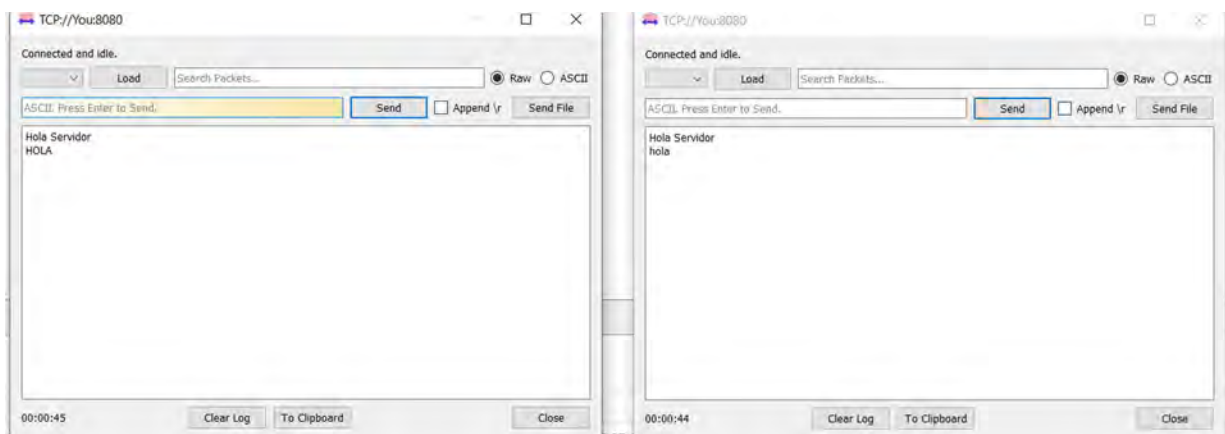 TCP://You:8080
Connected and idle.
Load
Search Packets...
Raw
ASCII
ASCII. Press Enter to Send.
Send
Append \r
Send File
Hola Servidor
HOLA
00:00:45
Clear Log
To Clipboard
Close
TCP://You:8080
Connected and idle.
Load
Search Packets...
Raw
ASCII
ASCII. Press Enter to Send.
Send
Append \r
Send File
Hola Servidor
hola
00:00:44
Clear Log
To Clipboard
Close